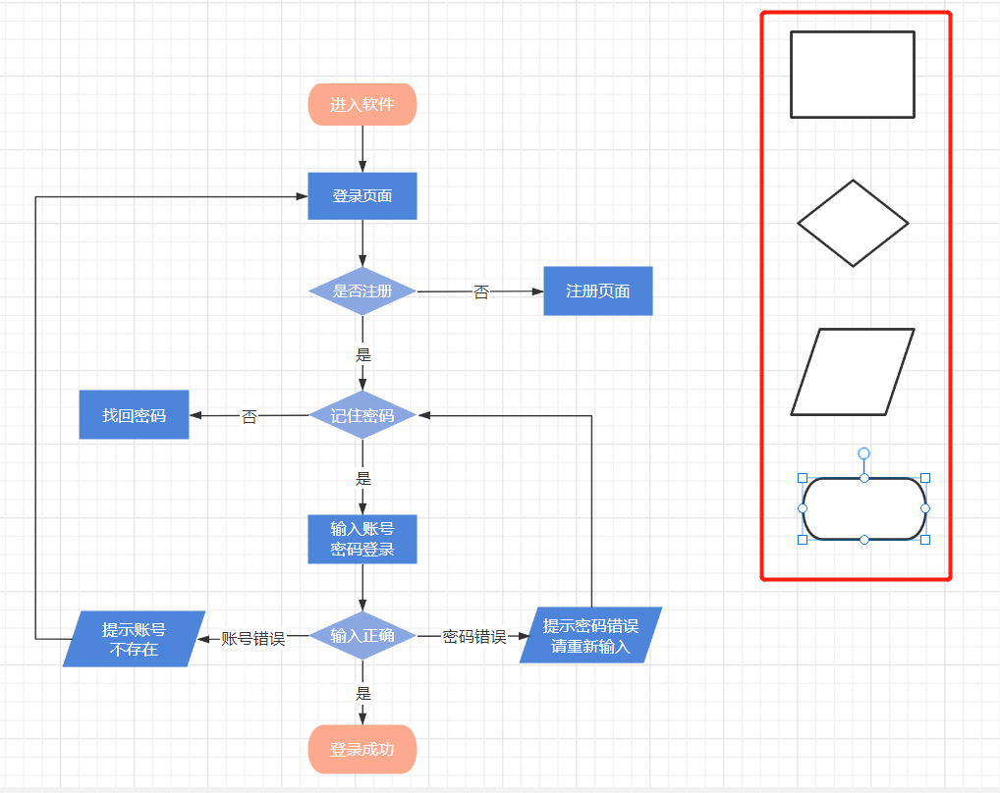 进入软件
登录页面
是否注册
否
注册页面
是
找回密码
否
记住密码
是
输入账号
密码登录
提示账号
不存在
账号错误
输入正确
密码错误
提示密码错误
请重新输入
是
登录成功